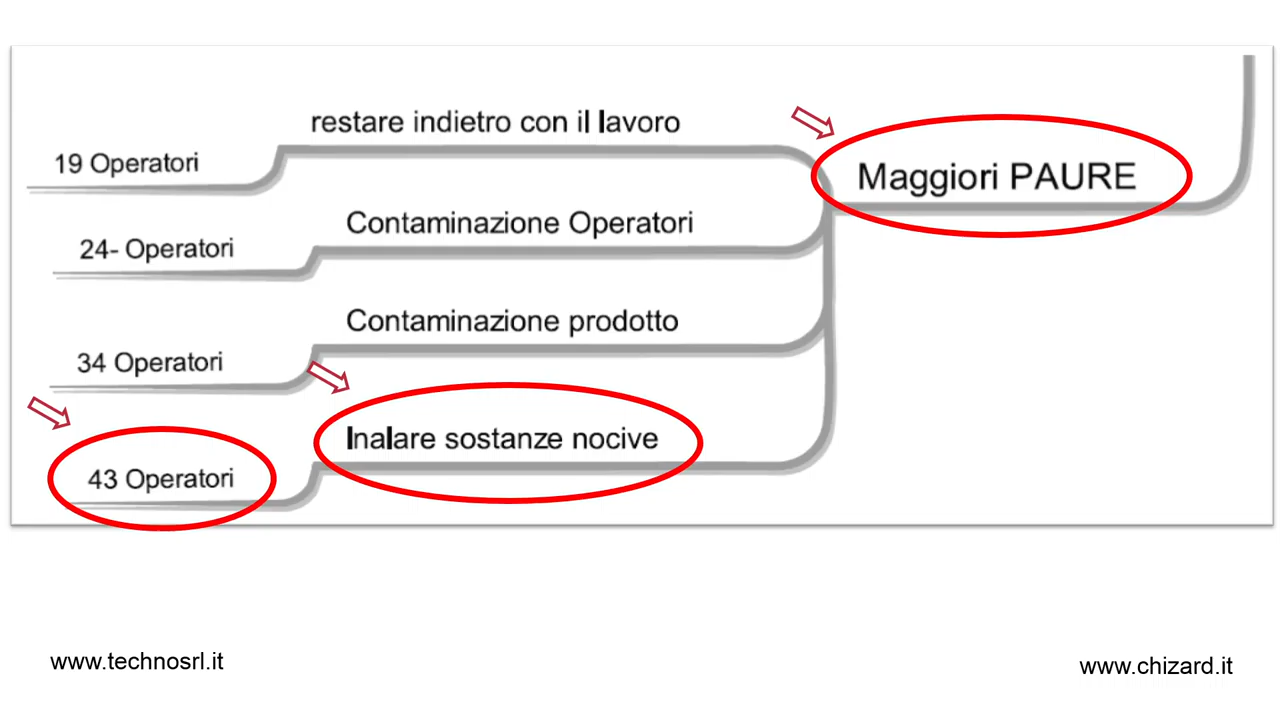 restare indietro con il lavoro
19 Operatori
Maggiori PAURE
Contaminazione Operatori
24- Operatori
Contaminazione prodotto
34 Operatori
Inalare sostanze nocive
43 Operatori
www.technosrl.it
www.chizard.it